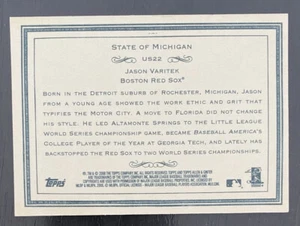 STATE OF MICHIGAN
US22
JASON VARITEK
BOSTON RED SOX®
BORN IN THE DETROIT SUBURB OF ROCHESTER, MICHIGAN, JASON
FROM A YOUNG AGE SHOWED THE WORK ETHIC AND GRIT THAT
TYPIFIES THE MOTOR CITY. A MOVE TO FLORIDA DID NOT CHANGE
HIS STYLE. HE LED ALTAMONTE SPRINGS TO THE LITTLE LEAGUE
WORLD SERIES CHAMPIONSHIP GAME, BECAME BASEBALL AMERICA'S
COLLEGE PLAYER OF THE YEAR AT GEORGIA TECH, AND LATELY HAS
BACKSTOPPED THE RED SOX TO TWO WORLD SERIES CHAMPIONSHIPS.
Topps